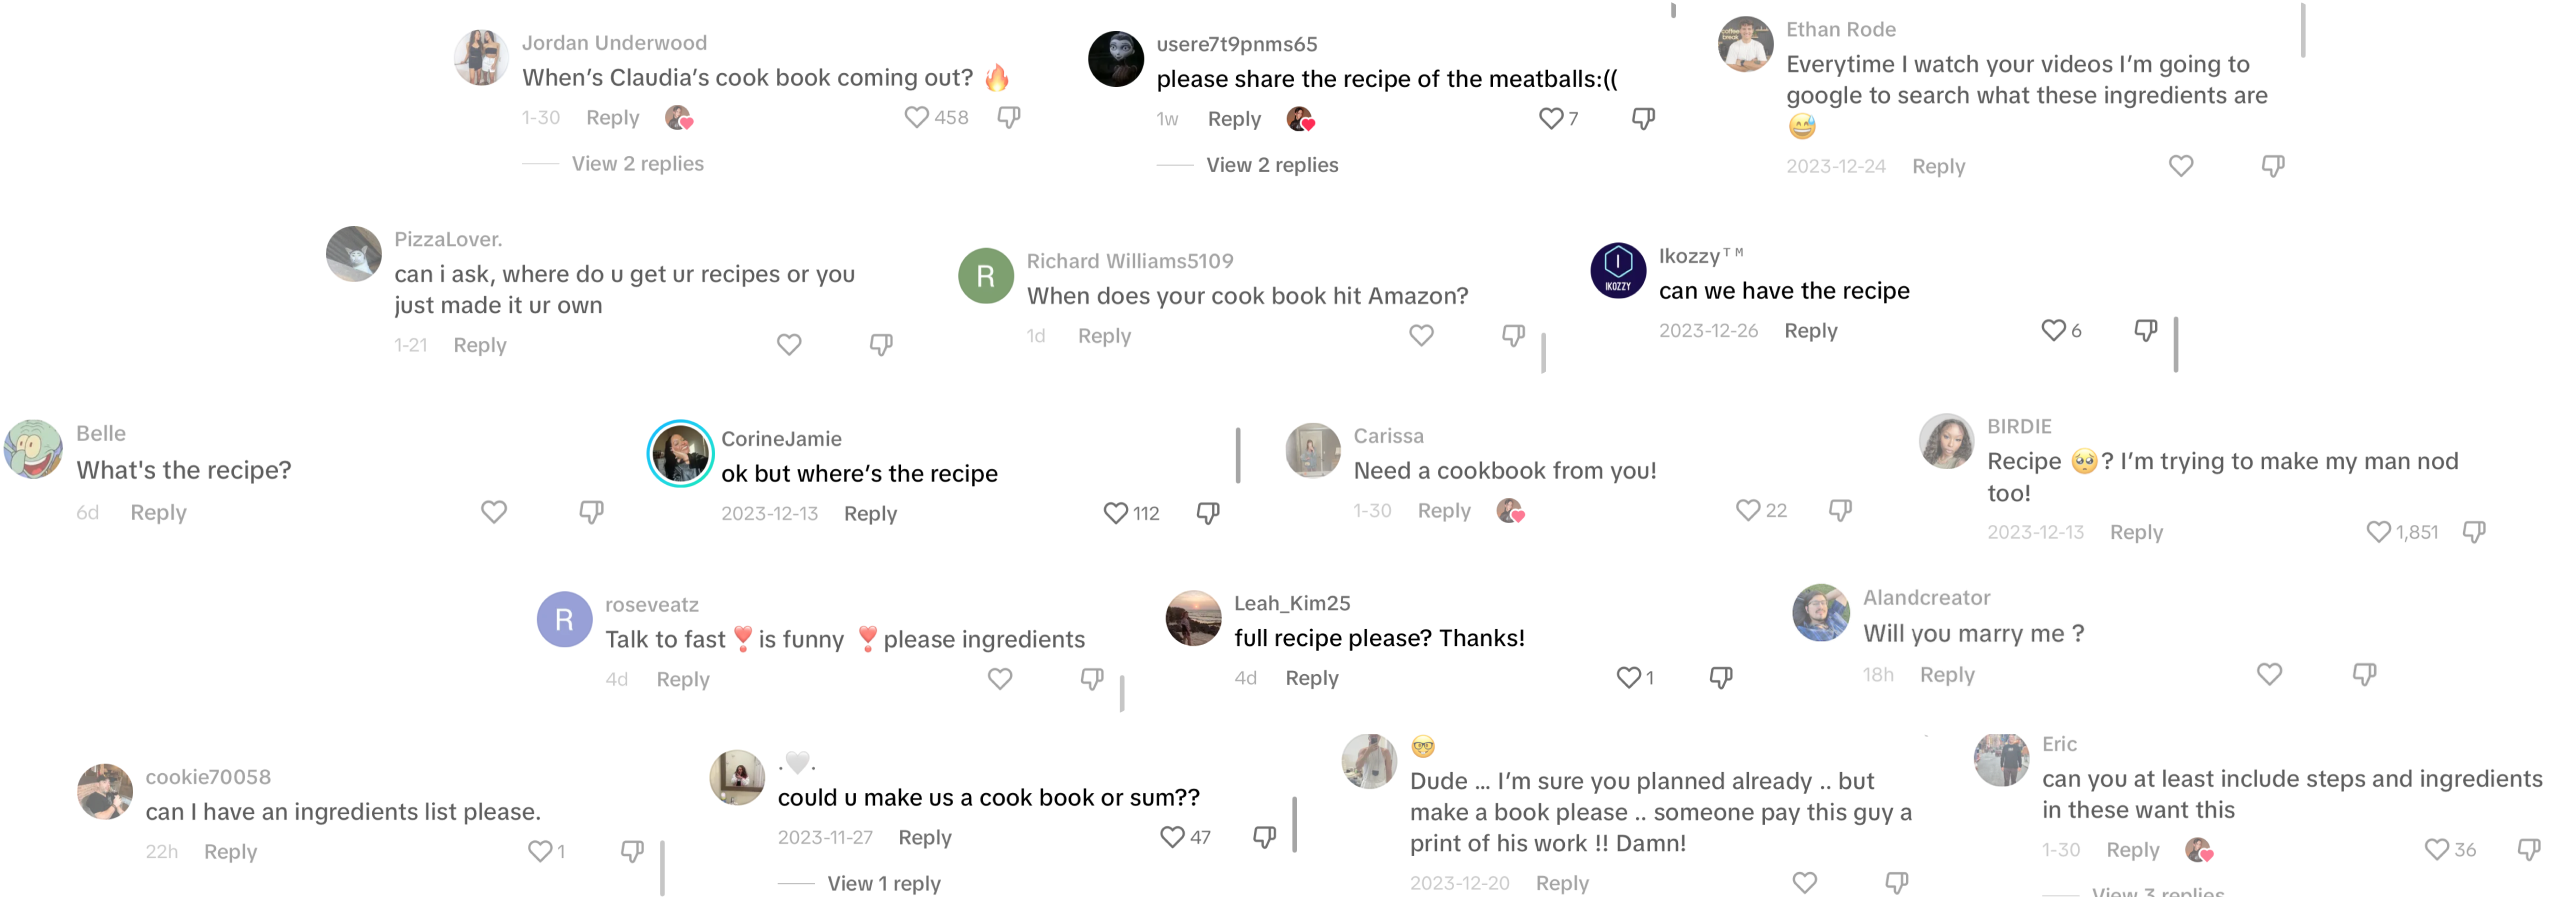 Jordan Underwood
When's Claudia's cook book coming out? 🔥
1-30 Reply 458
View 2 replies
usere7t9pnms65
please share the recipe of the meatballs:((
1w Reply 7
View 2 replies
Ethan Rode
Everytime I watch your videos I'm going to
google to search what these ingredients are
😅
2023-12-24 Reply
PizzaLover.
can i ask, where do u get ur recipes or you
just made it ur own
1-21 Reply
R
Richard Williams5109
When does your cook book hit Amazon?
1d Reply
I
IKOZZY
Ikozzy™
can we have the recipe
2023-12-26 Reply 6
Belle
What's the recipe?
6d Reply
CorineJamie
ok but where's the recipe
2023-12-13 Reply 112
Carissa
Need a cookbook from you!
1-30 Reply 22
BIRDIE
Recipe 🥺? I'm trying to make my man nod
too!
2023-12-13 Reply 1,851
R
roseveatz
Talk to fast❣️is funny ❣️please ingredients
4d Reply
Leah_Kim25
full recipe please? Thanks!
4d Reply 1
Alandcreator
Will you marry me ?
18h Reply
cookie70058
can I have an ingredients list please.
22h Reply 1
.🤍.
could u make us a cook book or sum??
2023-11-27 Reply 47
View 1 reply
🤓
Dude ... I'm sure you planned already .. but
make a book please .. someone pay this guy a
print of his work !! Damn!
2023-12-20 Reply
Eric
can you at least include steps and ingredients
in these want this
1-30 Reply 36
View 3 replies